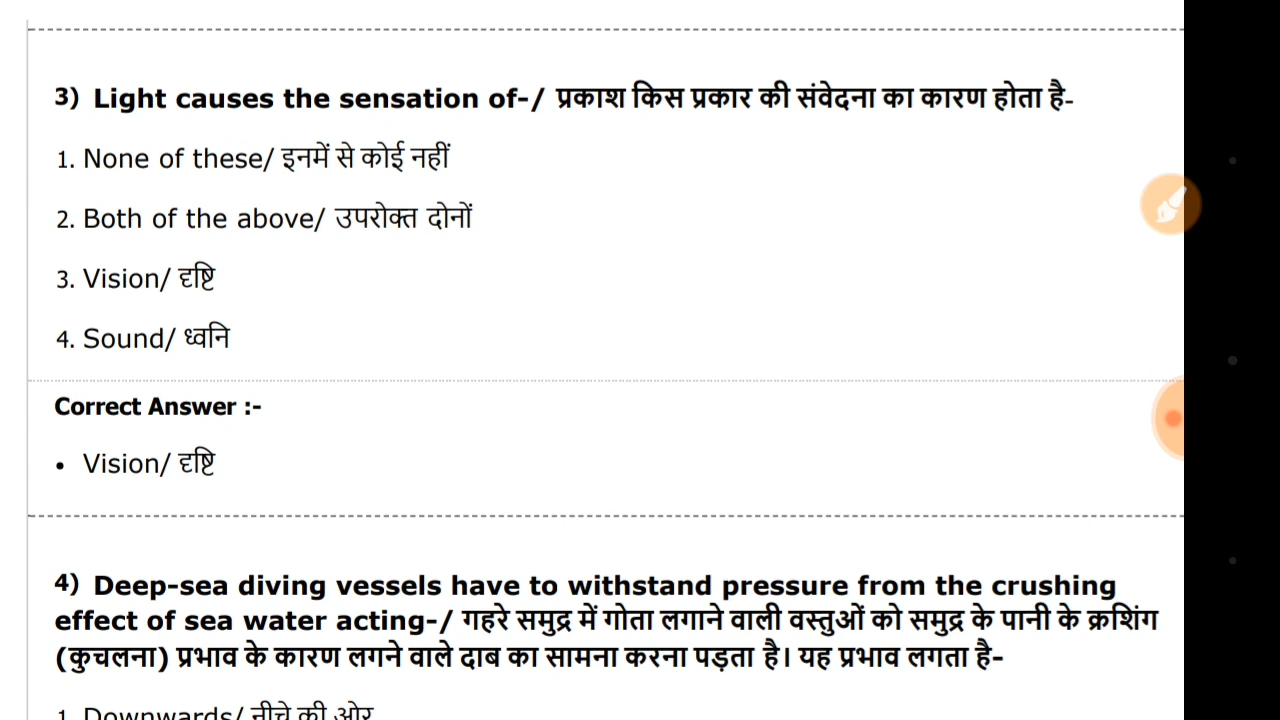 3) Light causes the sensation of-/ प्रकाश किस प्रकार की संवेदना का कारण होता है-
1. None of these/ इनमें से कोई नहीं
2. Both of the above/ उपरोक्त दोनों
3. Vision/ दृष्टि
4. Sound/ ध्वनि
Correct Answer :-
• Vision/ दृष्टि
4) Deep-sea diving vessels have to withstand pressure from the crushing
effect of sea water acting-/ गहरे समुद्र में गोता लगाने वाली वस्तुओं को समुद्र के पानी के क्रशिंग
(कुचलना) प्रभाव के कारण लगने वाले दाब का सामना करना पड़ता है। यह प्रभाव लगता है-
1. Downwards/ नीचे की ओर